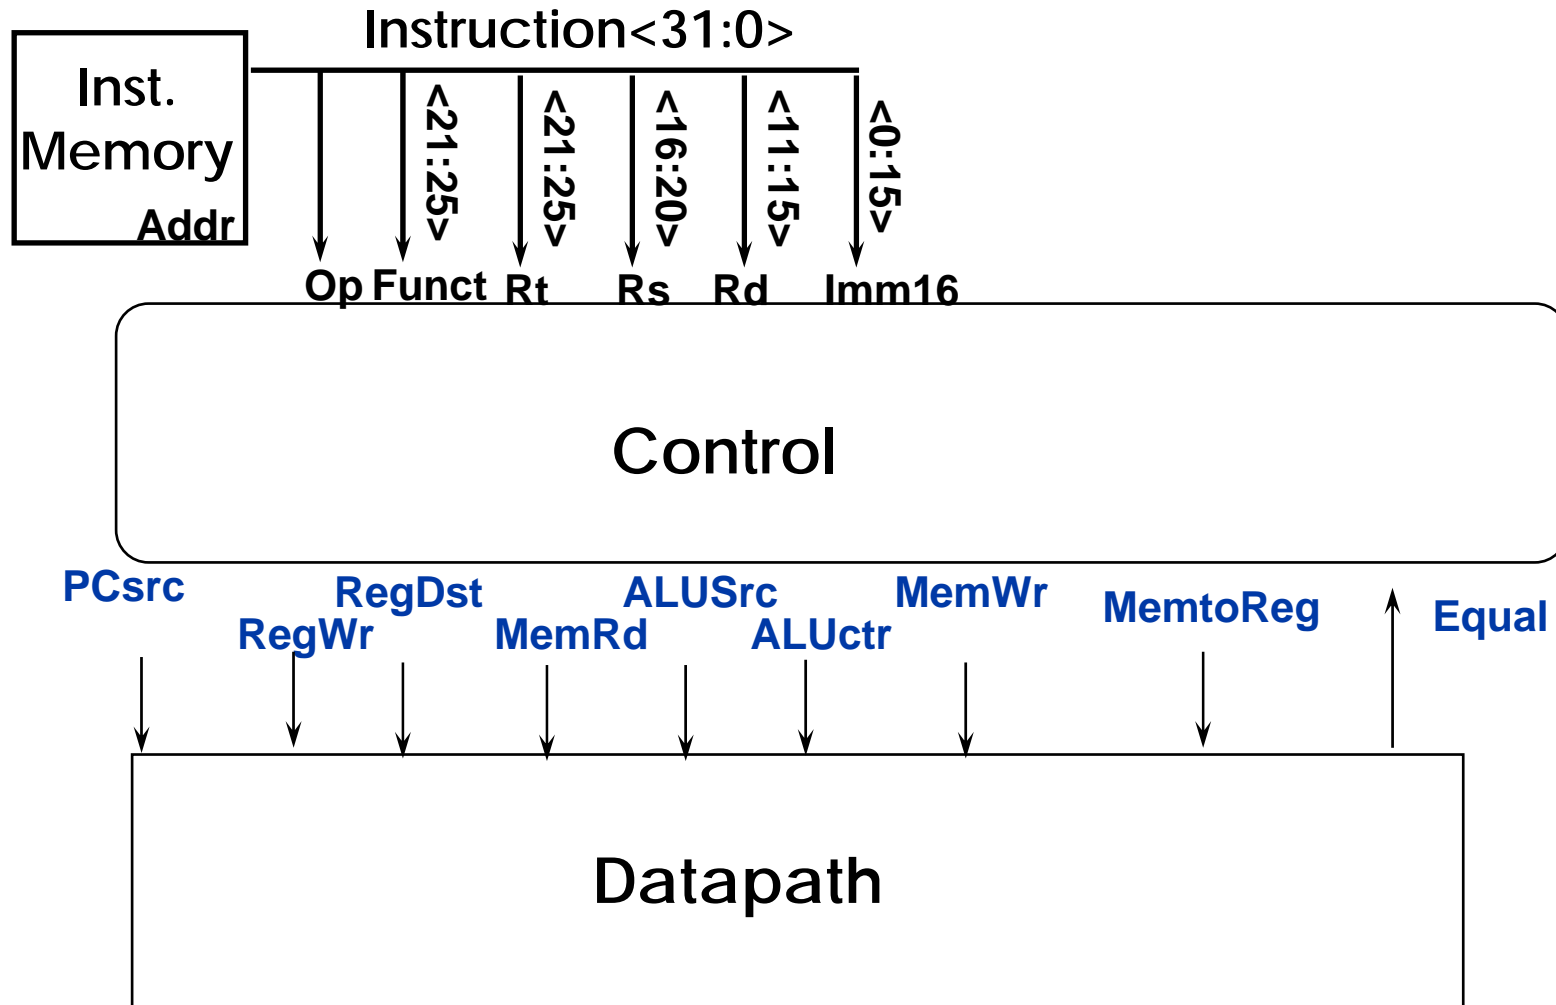 Instruction<31:0>
Inst.
Memory
Addr
<21:25>
<21:25>
<16:20>
<11:15>
<0:15>
Op Funct Rt Rs Rd Imm16
Control
PCsrc RegDst ALUSrc MemWr MemtoReg Equal
RegWr MemRd ALUctr
Datapath